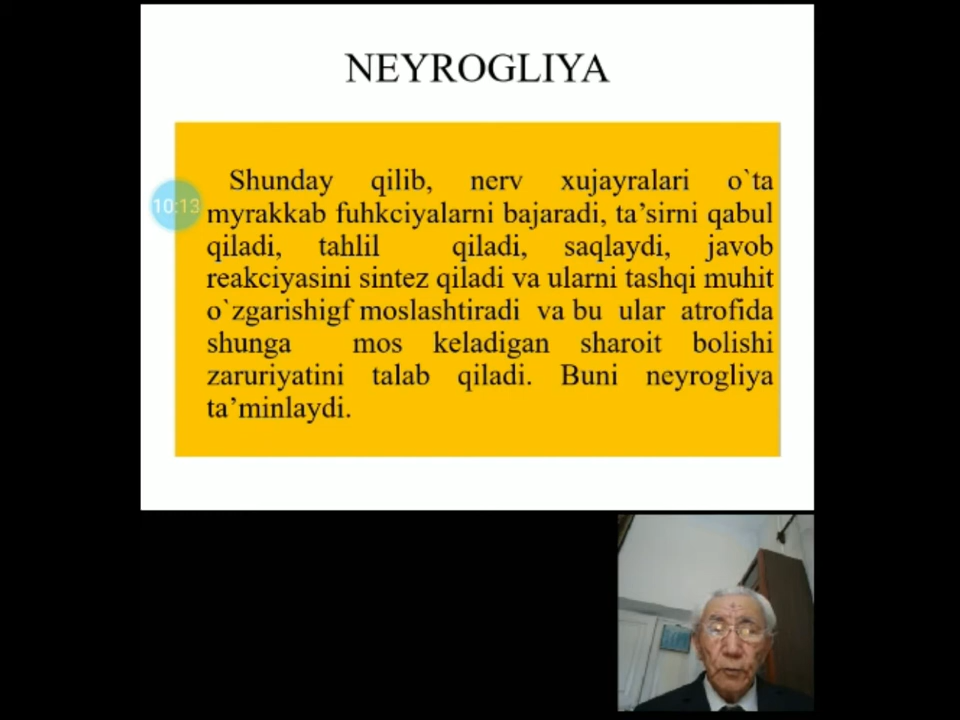 NEYROGLIYA
Shunday qilib, nerv xujayralari o`ta
10:13
myrakkab fuhkciyalarni bajaradi, ta’sirni qabul
qiladi, tahlil qiladi, saqlaydi, javob
reakciyasini sintez qiladi va ularni tashqi muhit
o`zgarishigf moslashtiradi va bu ular atrofida
shunga mos keladigan sharoit bolishi
zaruriyatini talab qiladi. Buni neyrogliya
ta’minlaydi.